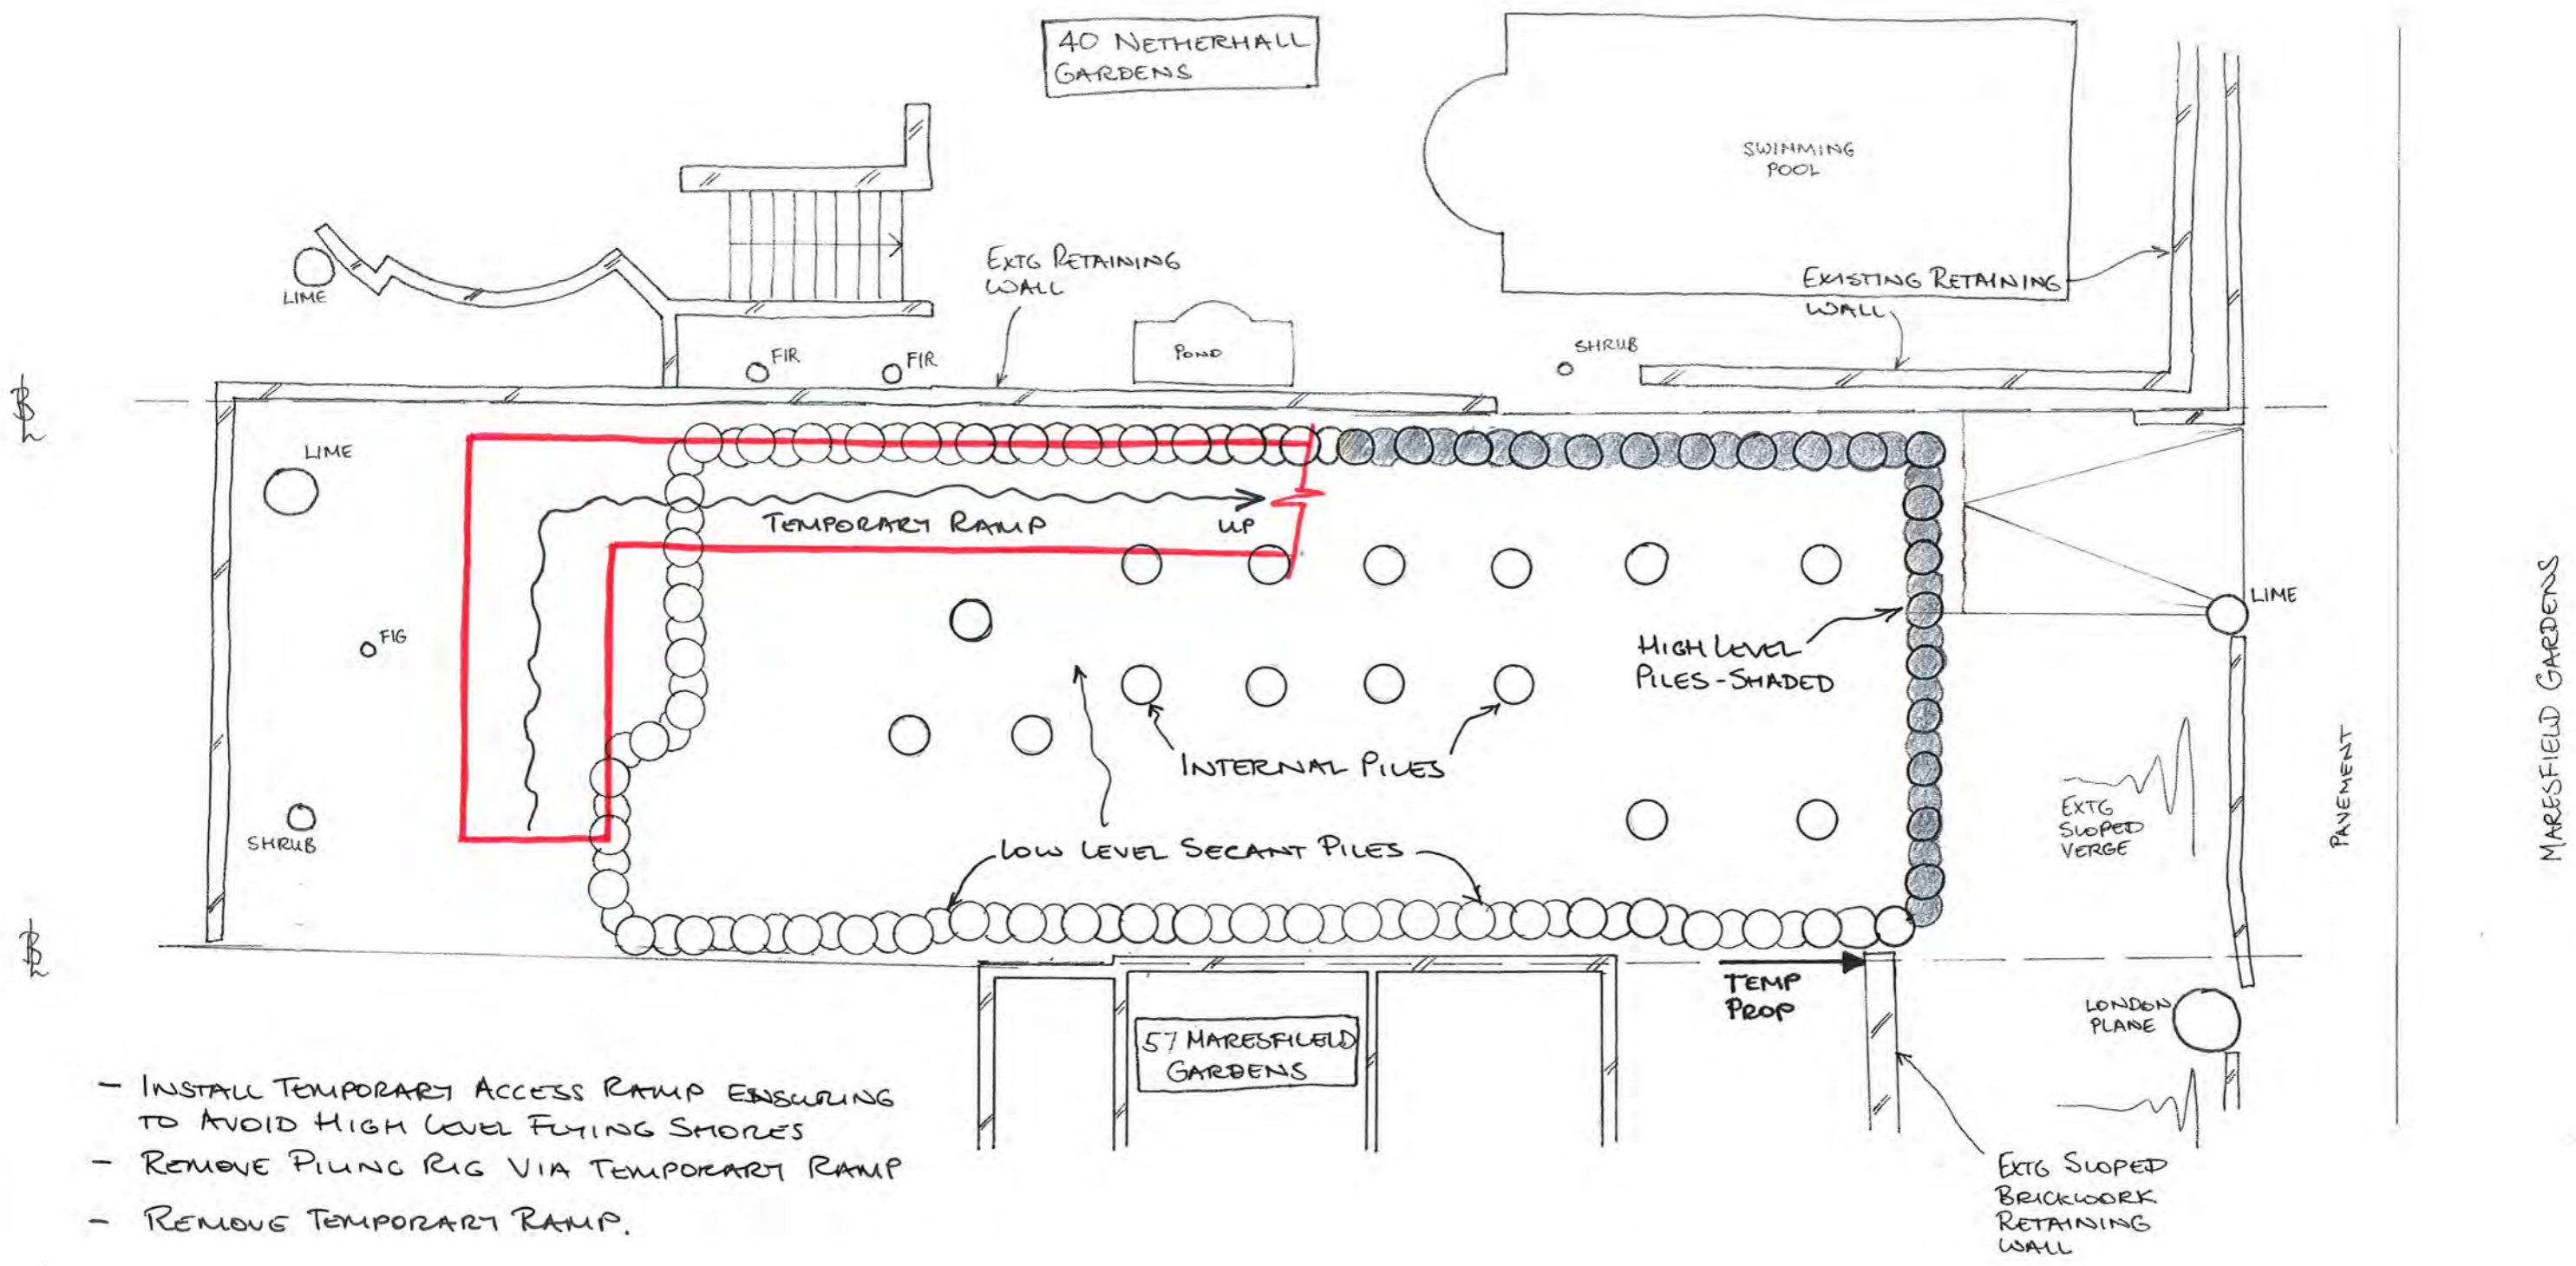 40 NETHERHALL
GARDENS
SWIMMING
POOL
LIME
EXTG RETAINING
WALL
EXISTING RETAINING
WALL
FIR
FIR
POND
SHRUB
LIME
TEMPORARY RAMP
UP
FIG
SHRUB
HIGH LEVEL
PILES-SHADED
LIME
INTERNAL PILES
LOW LEVEL SECANT PILES
EXTG
SLOPED
VERGE
PAVEMENT
MARESFIELD GARDENS
TEMP
PROP
LONDON
PLANE
57 MARESFIELD
GARDENS
EXTG SLOPED
BRICKWORK
RETAINING
WALL
- INSTALL TEMPORARY ACCESS RAMP ENSURING
TO AVOID HIGH LEVEL FLYING SHORES
- REMOVE PILING RIG VIA TEMPORARY RAMP
- REMOVE TEMPORARY RAMP.